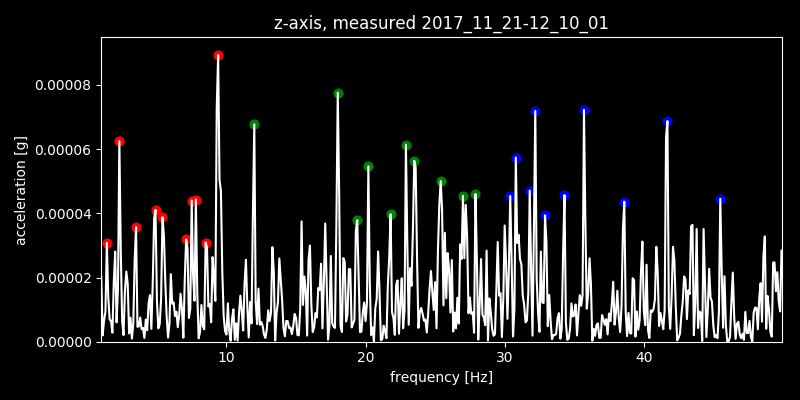 z-axis, measured 2017_11_21-12_10_01
acceleration [g]
0.00008
0.00006
0.00004
0.00002
0.00000
10 20 30 40
frequency [Hz]